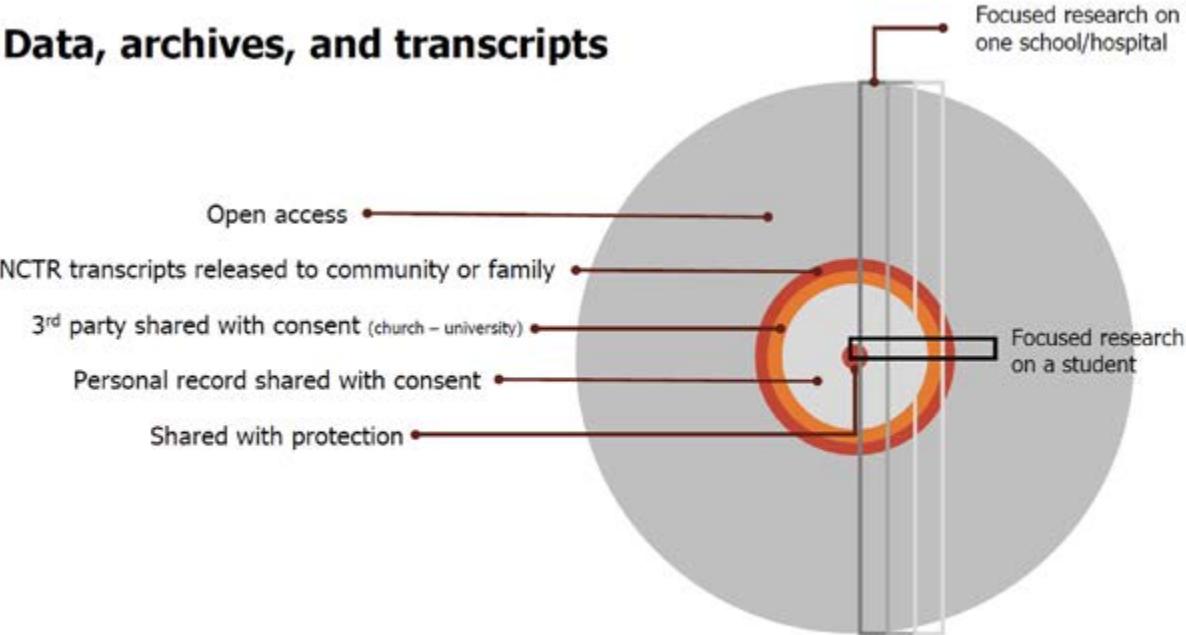 Data, archives, and transcripts
Focused research on
one school/hospital
Open access
NCTR transcripts released to community or family
3rd party shared with consent (church – university)
Personal record shared with consent
Shared with protection
Focused research
on a student